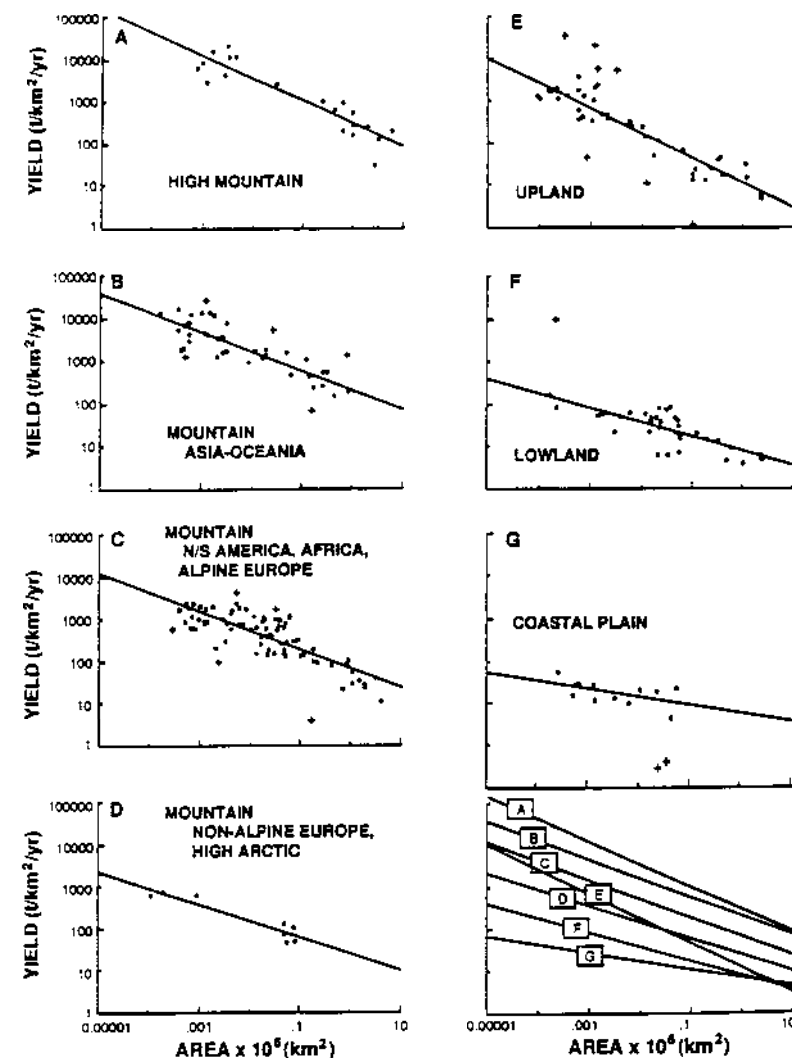 A
YIELD (t/km²/yr)
100000
10000
1000
100
10
1
HIGH MOUNTAIN
B
YIELD (t/km²/yr)
100000
10000
1000
100
10
1
MOUNTAIN
ASIA-OCEANIA
C
YIELD (t/km²/yr)
100000
10000
1000
100
10
1
MOUNTAIN
N/S AMERICA, AFRICA,
ALPINE EUROPE
D
YIELD (t/km²/yr)
100000
10000
1000
100
10
1
MOUNTAIN
NON-ALPINE EUROPE,
HIGH ARCTIC
0.00001 .001 .1 10
AREA x 10⁶ (km²)
E
UPLAND
F
LOWLAND
G
COASTAL PLAIN
A
B
C
D
E
F
G
0.00001 .001 .1 10
AREA x 10⁶ (km²)